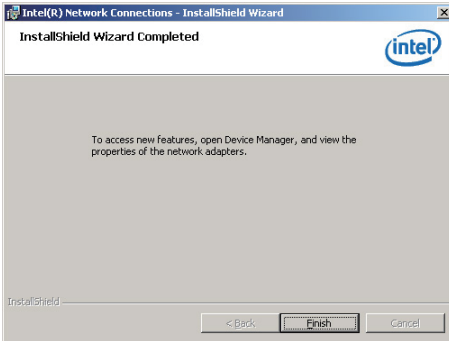 Intel(R) Network Connections - InstallShield Wizard
InstallShield Wizard Completed
intel
To access new features, open Device Manager, and view the
properties of the network adapters.
InstallShield
< Back
Finish
Cancel